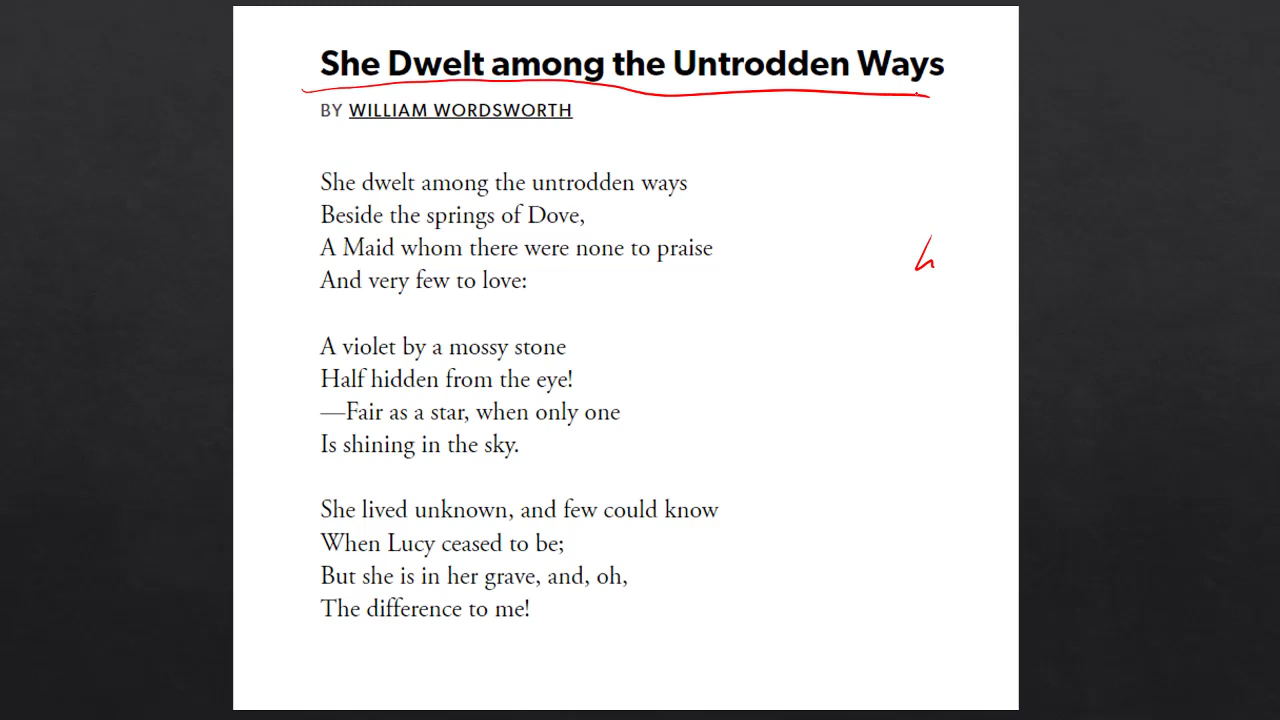 She Dwelt among the Untrodden Ways
BY WILLIAM WORDSWORTH
She dwelt among the untrodden ways
Beside the springs of Dove,
A Maid whom there were none to praise
And very few to love:
A violet by a mossy stone
Half hidden from the eye!
—Fair as a star, when only one
Is shining in the sky.
She lived unknown, and few could know
When Lucy ceased to be;
But she is in her grave, and, oh,
The difference to me!